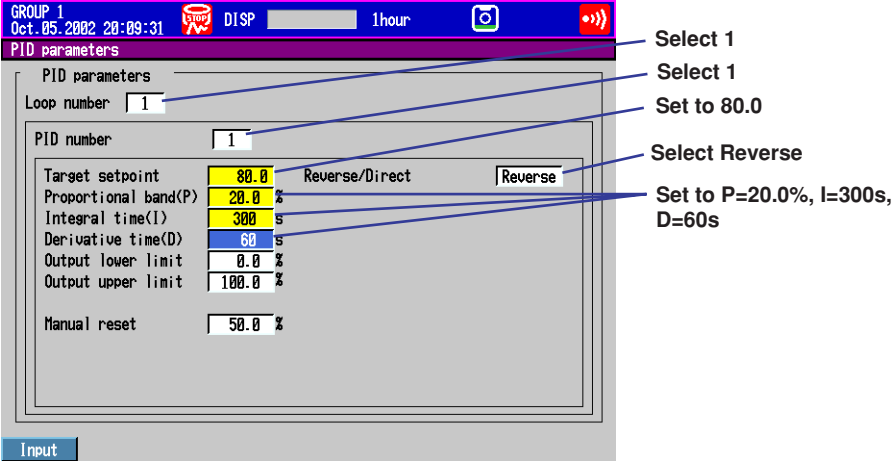 GROUP 1
Oct.05.2002 20:09:31
STOP
DISP
1hour
PID parameters
PID parameters
Loop number 1
PID number 1
Target setpoint 80.0
Reverse/Direct Reverse
Proportional band(P) 20.0 %
Integral time(I) 300 s
Derivative time(D) 60 s
Output lower limit 0.0 %
Output upper limit 100.0 %
Manual reset 50.0 %
Input
Select 1
Select 1
Set to 80.0
Select Reverse
Set to P=20.0%, I=300s,
D=60s